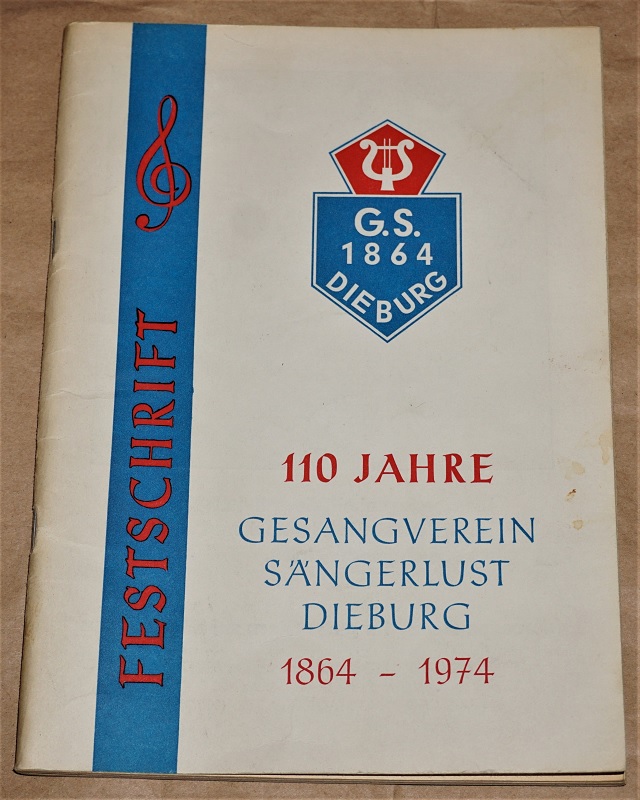 FESTSCHRIFT
G.S.
1864
DIEBURG
110 JAHRE
GESANGVEREIN
SÄNGERLUST
DIEBURG
1864 - 1974